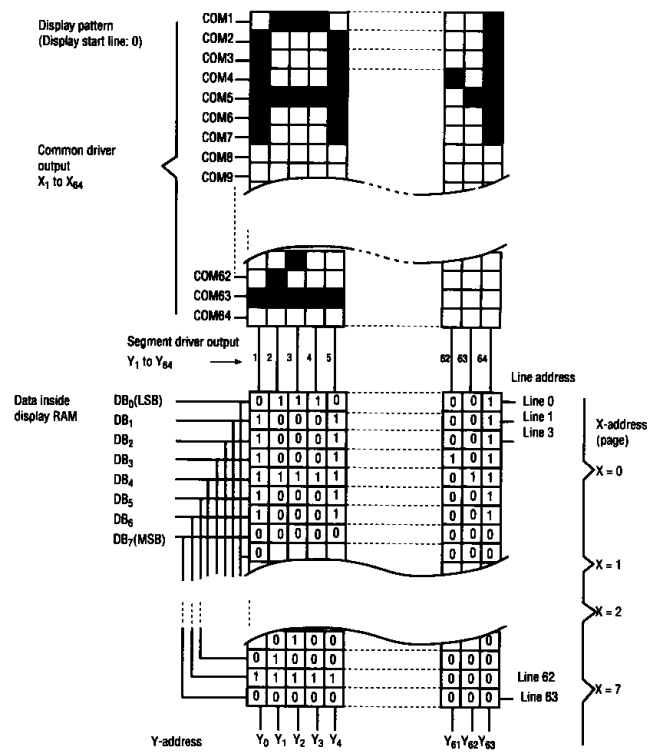 Display pattern
(Display start line: 0)
COM1
COM2
COM3
COM4
COM5
COM6
COM7
COM8
COM9
Common driver
output
X1 to X64
COM62
COM63
COM64
Segment driver output
Y1 to Y64
1 2 3 4 5 62 63 64
Line address
Data inside
display RAM
DB0(LSB) 0 1 1 1 0 0 0 1 Line 0
DB1 1 0 0 0 1 0 0 1 Line 1
DB2 1 0 0 0 1 0 0 1 Line 3
DB3 1 0 0 0 1 1 0 1
DB4 1 1 1 1 1 0 1 1
DB5 1 0 0 0 1 0 0 1
DB6 1 0 0 0 1 0 0 1
DB7(MSB) 0 0 0 0 0 0 0 0
0
X-address
(page)
X = 0
X = 1
X = 2
X = 7
0 1 0 0 0 0
0 1 0 0 0 0 0 0
1 1 1 1 1 0 0 0 Line 62
0 0 0 0 0 0 0 0 Line 63
Y-address Y0 Y1 Y2 Y3 Y4 Y61 Y62 Y63